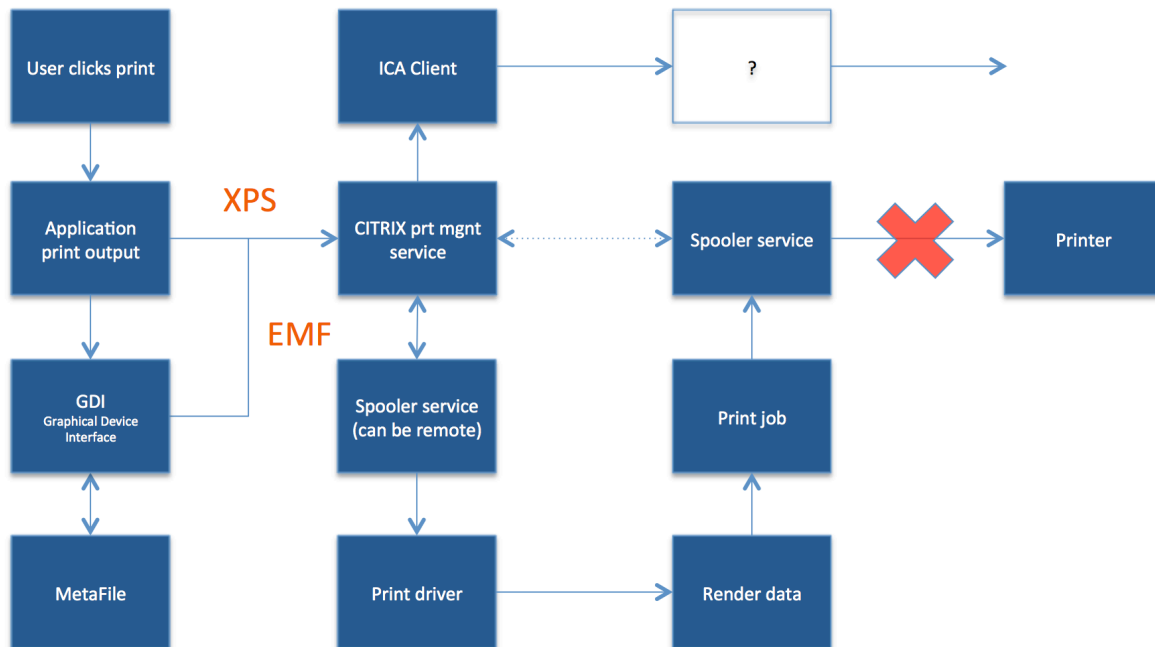 User clicks print
ICA Client
?
Application
print output
XPS
CITRIX prt mgnt
service
Spooler service
Printer
EMF
GDI
Graphical Device
Interface
Spooler service
(can be remote)
Print job
MetaFile
Print driver
Render data